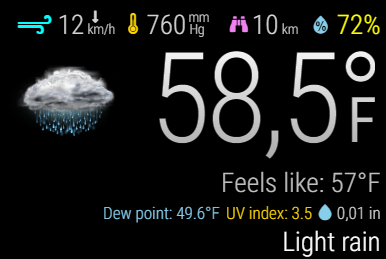 12 km/h 760 mm Hg 10 km 72%
58,5°F
Feels like: 57°F
Dew point: 49.6°F UV index: 3.5 0,01 in
Light rain